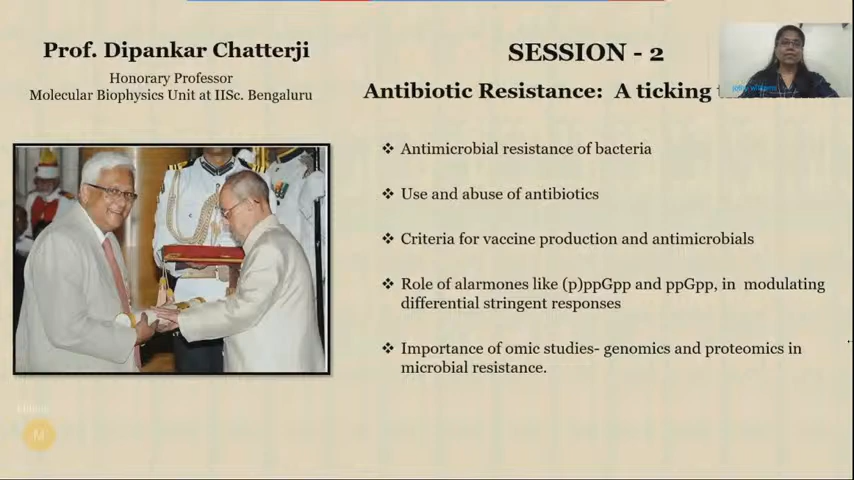 Prof. Dipankar Chatterji
Honorary Professor
Molecular Biophysics Unit at IISc. Bengaluru
SESSION - 2
Antibiotic Resistance: A ticking
❖ Antimicrobial resistance of bacteria
❖ Use and abuse of antibiotics
❖ Criteria for vaccine production and antimicrobials
❖ Role of alarmones like (p)ppGpp and ppGpp, in modulating
differential stringent responses
❖ Importance of omic studies- genomics and proteomics in
microbial resistance.
M